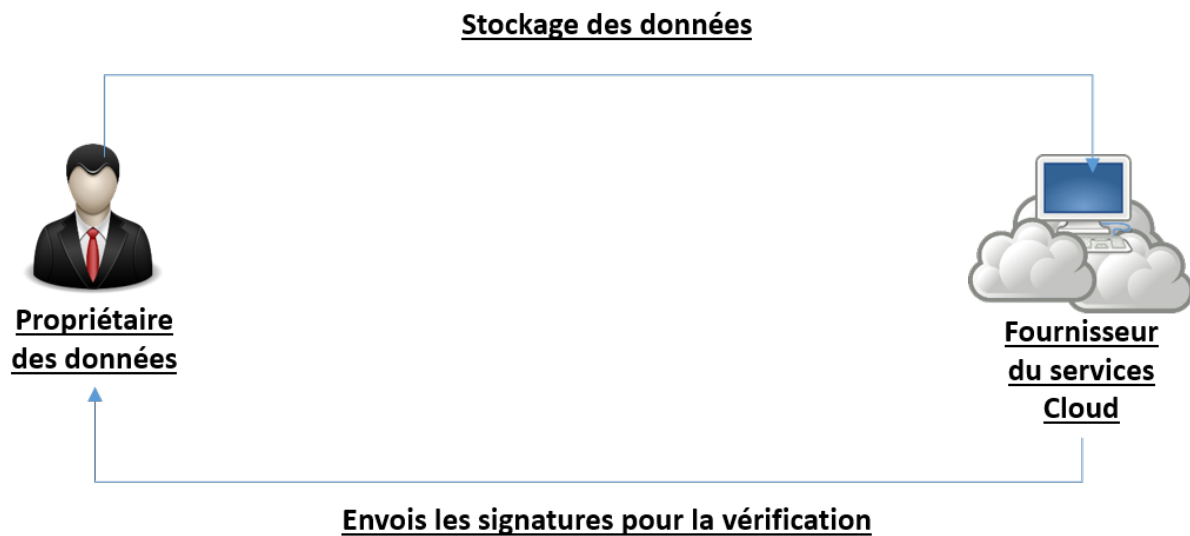 Stockage des données
Propriétaire
des données
Fournisseur
du services
Cloud
Envois les signatures pour la vérification